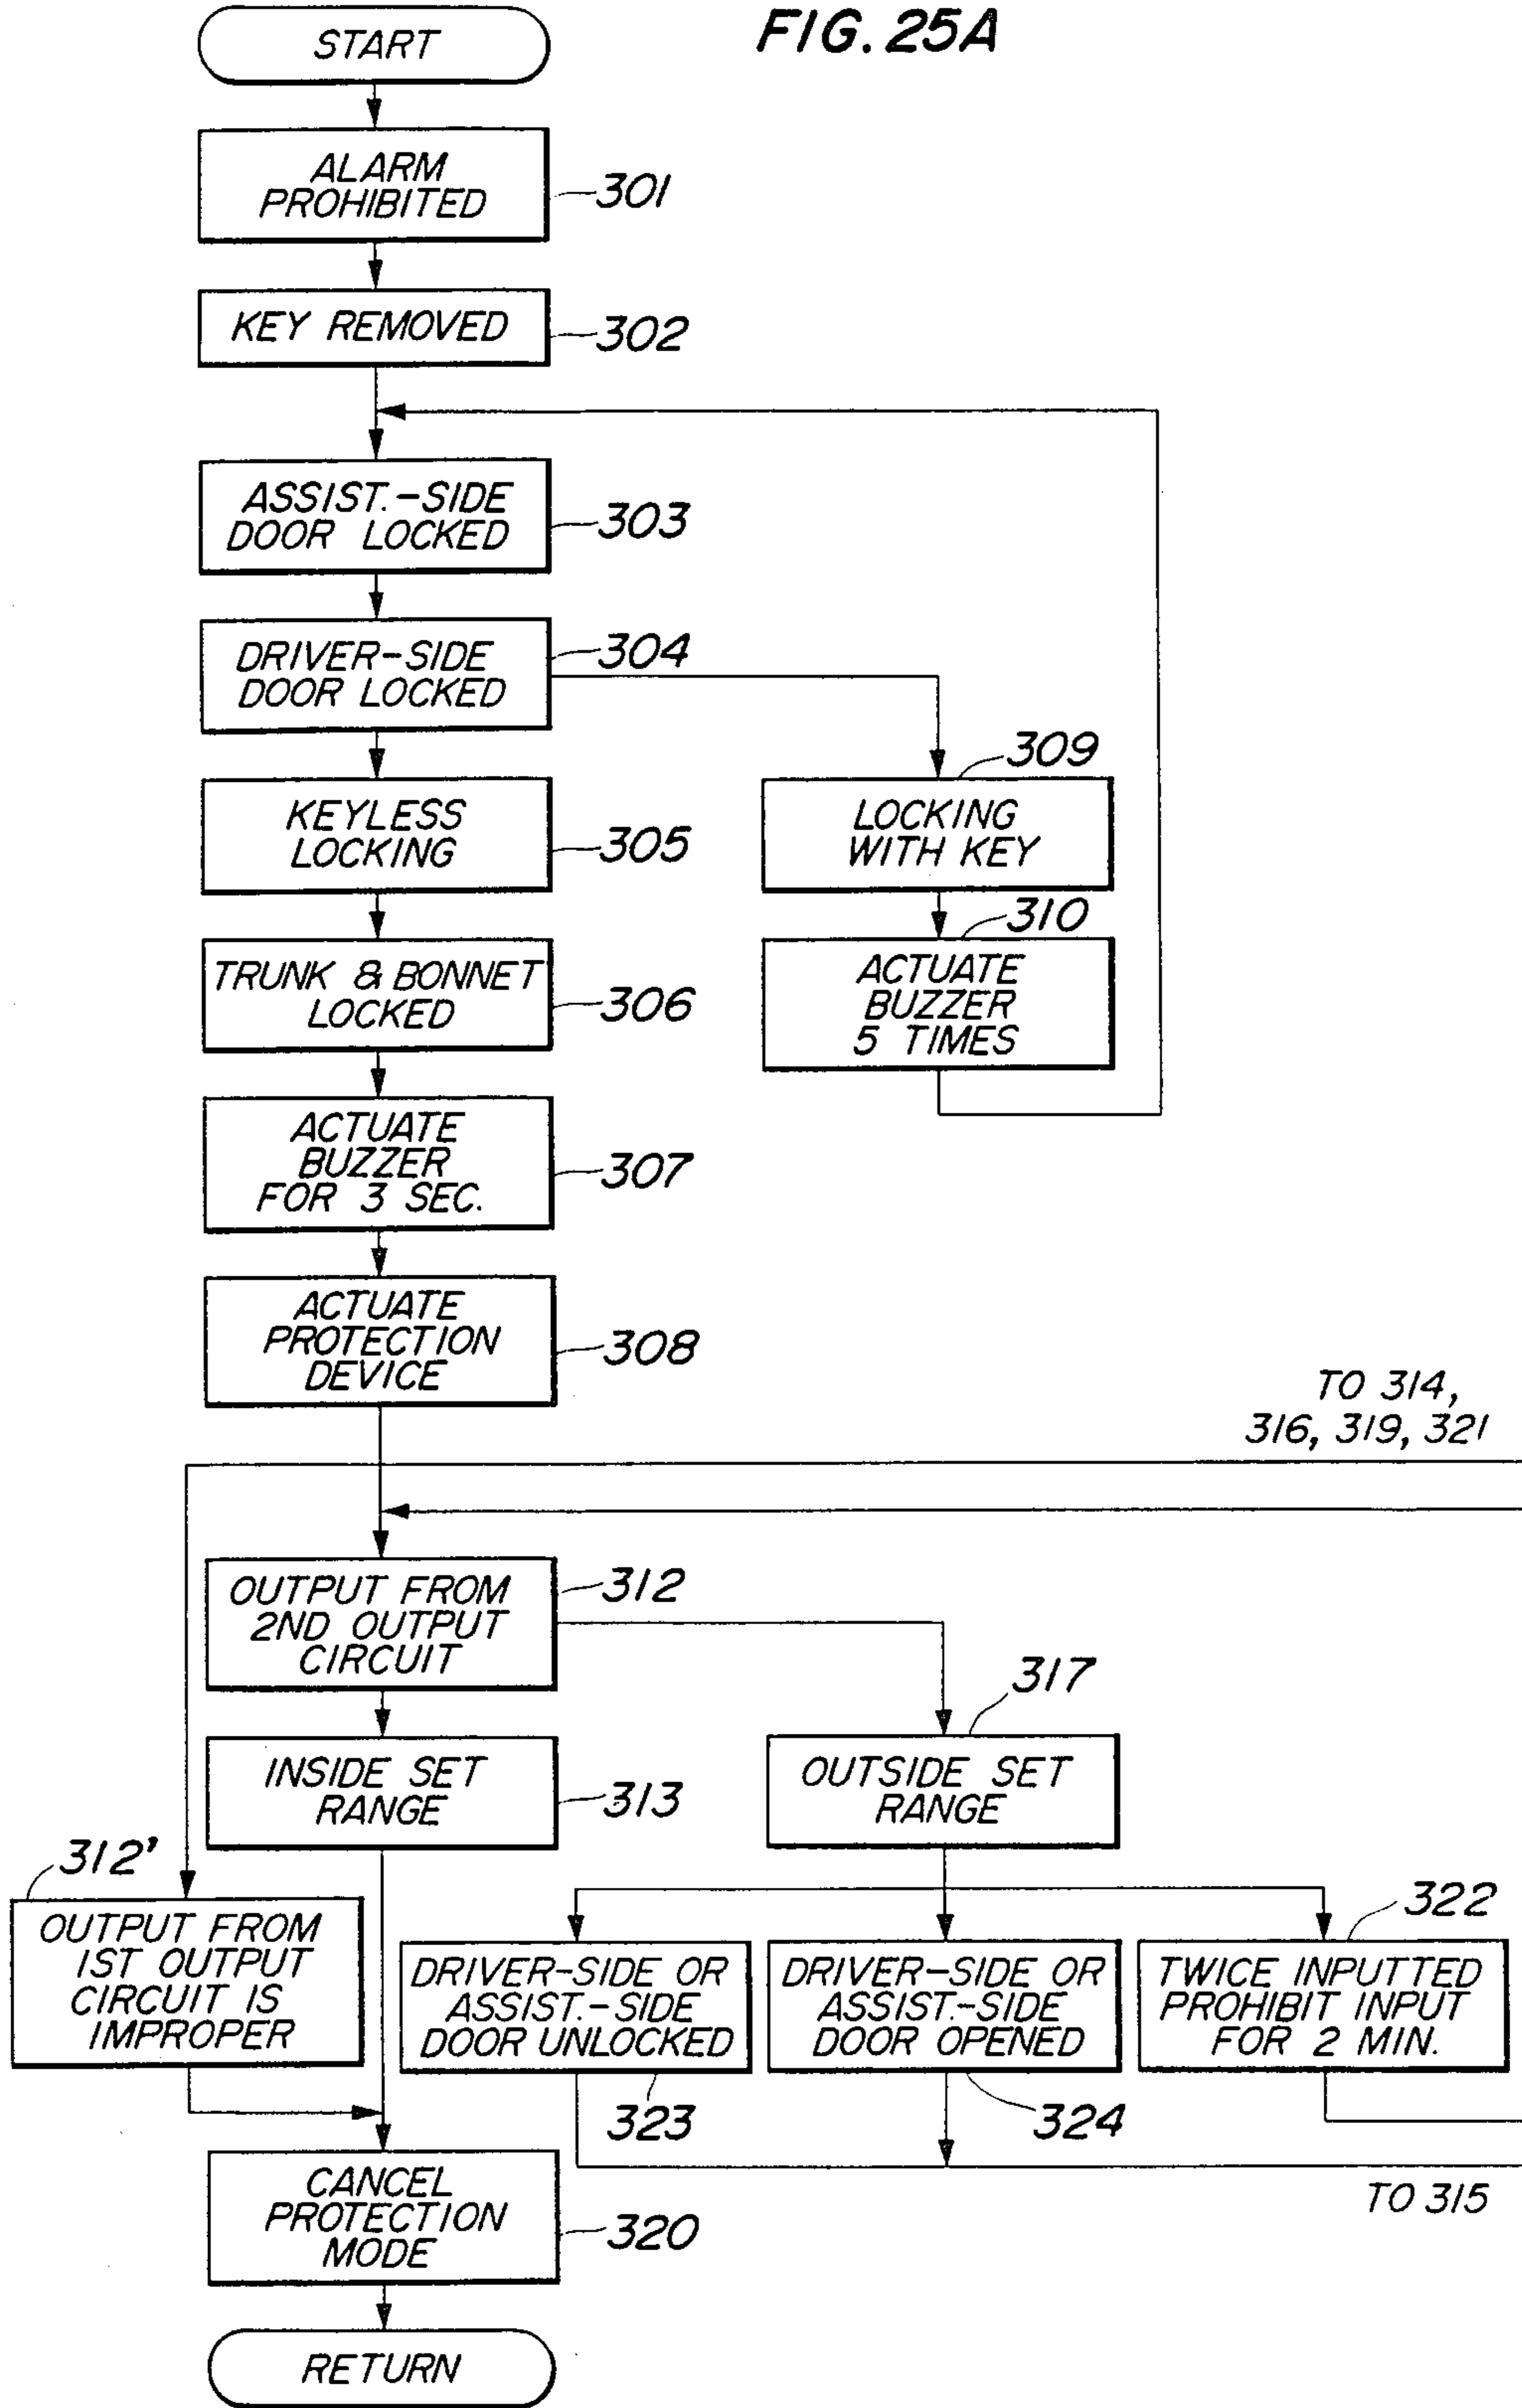 FIG. 25A
START
ALARM
PROHIBITED
301
KEY REMOVED
302
ASSIST.-SIDE
DOOR LOCKED
303
DRIVER-SIDE
DOOR LOCKED
304
KEYLESS
LOCKING
305
309
LOCKING
WITH KEY
TRUNK & BONNET
LOCKED
306
310
ACTUATE
BUZZER
5 TIMES
ACTUATE
BUZZER
FOR 3 SEC.
307
ACTUATE
PROTECTION
DEVICE
308
TO 314,
316, 319, 321
OUTPUT FROM
2ND OUTPUT
CIRCUIT
312
INSIDE SET
RANGE
313
317
OUTSIDE SET
RANGE
312'
OUTPUT FROM
1ST OUTPUT
CIRCUIT IS
IMPROPER
DRIVER-SIDE OR
ASSIST.-SIDE
DOOR UNLOCKED
323
DRIVER-SIDE OR
ASSIST.-SIDE
DOOR OPENED
324
322
TWICE INPUTTED
PROHIBIT INPUT
FOR 2 MIN.
TO 315
CANCEL
PROTECTION
MODE
320
RETURN